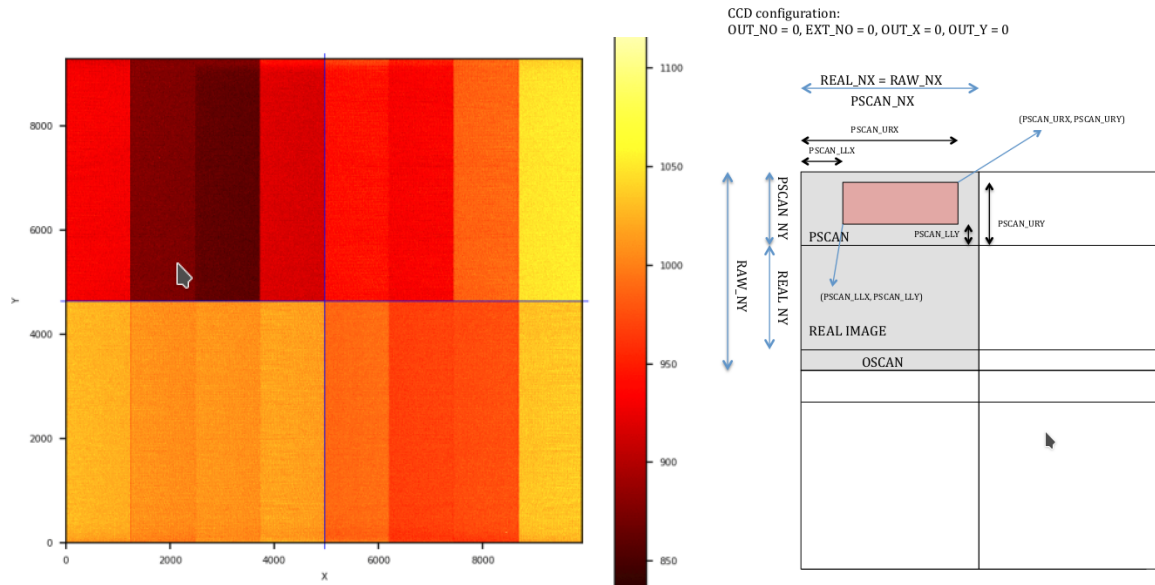 8000
6000
4000
2000
0
Y
0
2000
4000
6000
8000
X
1100
1050
1000
950
900
850
CCD configuration:
OUT_NO = 0, EXT_NO = 0, OUT_X = 0, OUT_Y = 0
REAL_NX = RAW_NX
PSCAN_NX
(PSCAN_URX, PSCAN_URY)
PSCAN_URX
PSCAN_LLX
PSCAN_NY
PSCAN_URY
PSCAN_LLY
PSCAN
RAW_NY
REAL_NY
(PSCAN_LLX, PSCAN_LLY)
REAL IMAGE
OSCAN